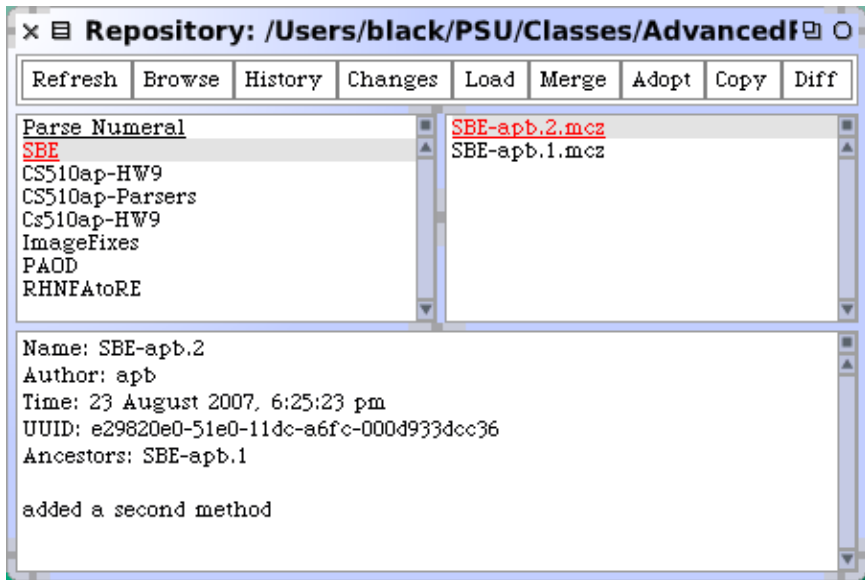 Repository: /Users/black/PSU/Classes/AdvancedF
Refresh Browse History Changes Load Merge Adopt Copy Diff
Parse Numeral
SBE
CS510ap-HW9
CS510ap-Parsers
Cs510ap-HW9
ImageFixes
PAOD
RHNFAtoRE
SBE-apb.2.mcz
SBE-apb.1.mcz
Name: SBE-apb.2
Author: apb
Time: 23 August 2007, 6:25:23 pm
UUID: e29820e0-51e0-11dc-a6fc-000d933dcc36
Ancestors: SBE-apb.1
added a second method